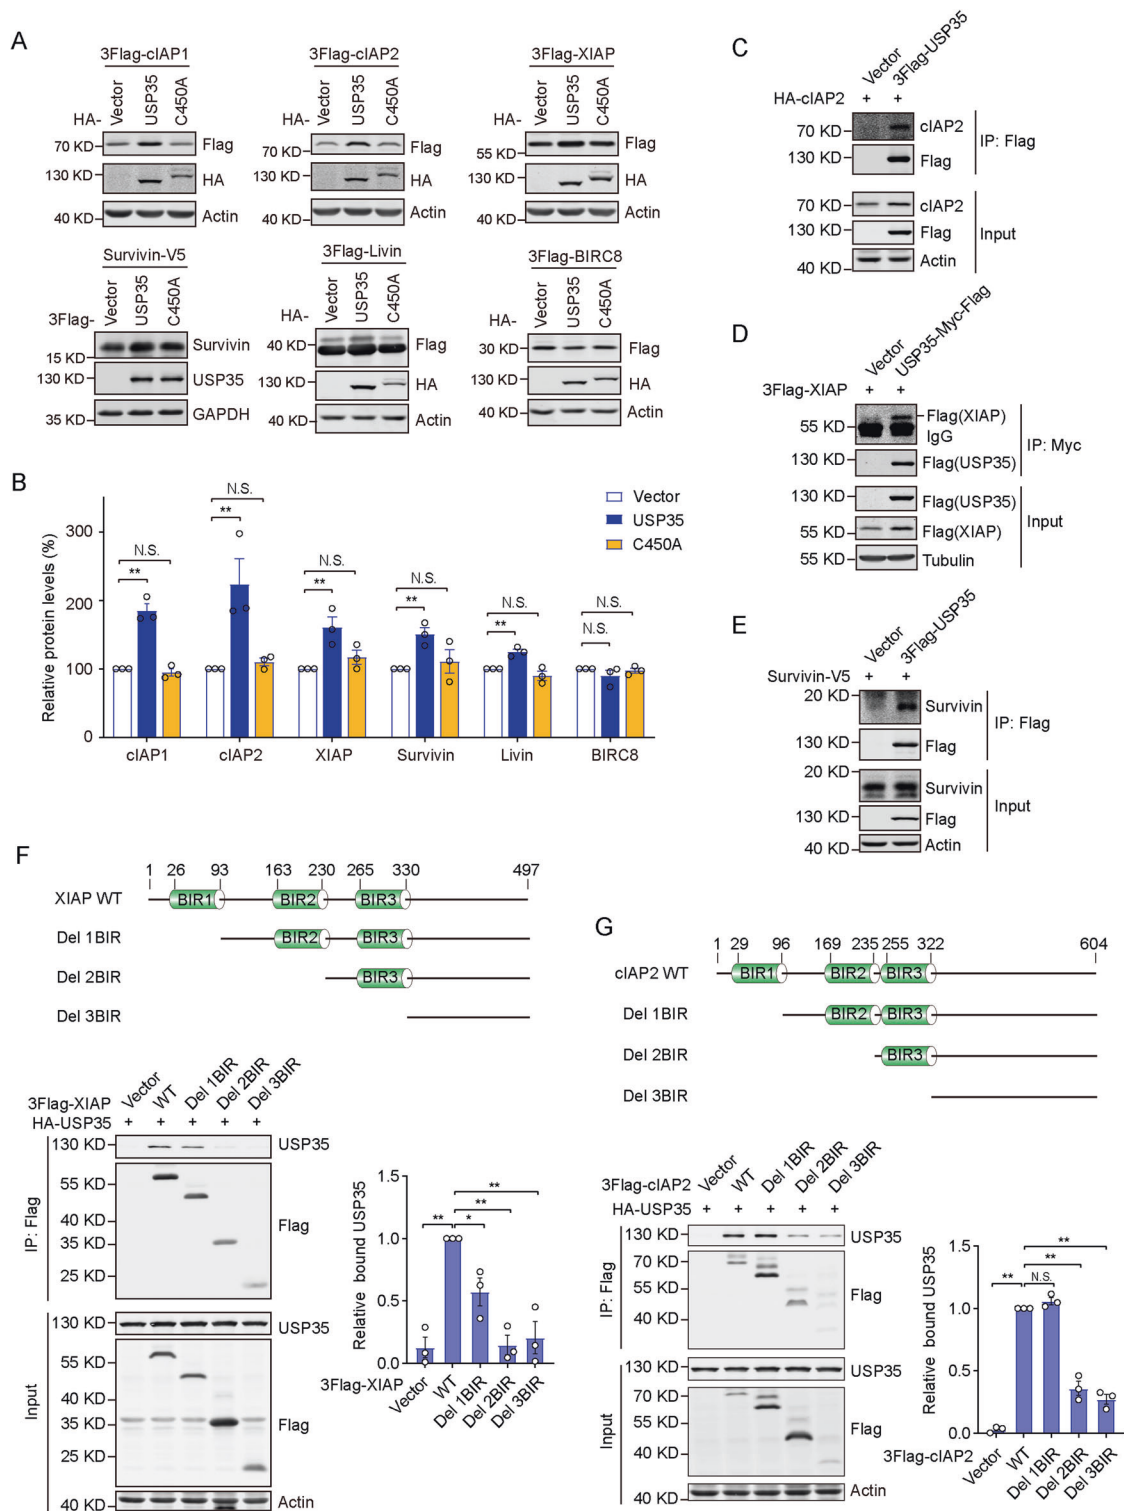 A
3Flag-cIAP1
HA-
Vector
USP35
C450A
70 KD
Flag
130 KD
HA
40 KD
Actin
3Flag-cIAP2
HA-
Vector
USP35
C450A
70 KD
Flag
130 KD
HA
40 KD
Actin
3Flag-XIAP
HA-
Vector
USP35
C450A
55 KD
Flag
130 KD
HA
40 KD
Actin
Survivin-V5
3Flag-
Vector
USP35
C450A
15 KD
Survivin
130 KD
USP35
35 KD
GAPDH
3Flag-Livin
HA-
Vector
USP35
C450A
40 KD
Flag
130 KD
HA
40 KD
Actin
3Flag-BIRC8
HA-
Vector
USP35
C450A
30 KD
Flag
130 KD
HA
40 KD
Actin
B
Relative protein levels (%)
300
200
100
0
N.S.
**
N.S.
**
N.S.
**
N.S.
**
N.S.
**
N.S.
N.S.
Vector
USP35
C450A
cIAP1 cIAP2 XIAP Survivin Livin BIRC8
C
Vector
3Flag-USP35
HA-cIAP2 + +
70 KD
cIAP2
130 KD
Flag
IP: Flag
70 KD
cIAP2
130 KD
Flag
40 KD
Actin
Input
D
Vector
USP35-Myc-Flag
3Flag-XIAP + +
Flag(XIAP)
55 KD
IgG
130 KD
Flag(USP35)
IP: Myc
130 KD
Flag(USP35)
55 KD
Flag(XIAP)
55 KD
Tubulin
Input
E
Vector
3Flag-USP35
Survivin-V5 + +
20 KD
Survivin
130 KD
Flag
IP: Flag
20 KD
Survivin
130 KD
Flag
40 KD
Actin
Input
F
1 26 93 163 230 265 330 497
XIAP WT BIR1 BIR2 BIR3
Del 1BIR BIR2 BIR3
Del 2BIR BIR3
Del 3BIR
3Flag-XIAP Vector WT Del 1BIR Del 2BIR Del 3BIR
HA-USP35 + + + + +
IP: Flag
130 KD
USP35
55 KD
40 KD
35 KD
25 KD
Flag
Input
130 KD
USP35
55 KD
40 KD
35 KD
25 KD
Flag
40 KD
Actin
Relative bound USP35
1.5
1.0
0.5
0.0
**
*
**
**
3Flag-XIAP Vector WT Del 1BIR Del 2BIR Del 3BIR
G
1 29 96 169 235 255 322 604
cIAP2 WT BIR1 BIR2 BIR3
Del 1BIR BIR2 BIR3
Del 2BIR BIR3
Del 3BIR
3Flag-cIAP2 Vector WT Del 1BIR Del 2BIR Del 3BIR
HA-USP35 + + + + +
IP: Flag
130 KD
USP35
70 KD
55 KD
40 KD
Flag
Input
130 KD
USP35
70 KD
55 KD
40 KD
Flag
40 KD
Actin
Relative bound USP35
1.5
1.0
0.5
0.0
**
N.S.
**
**
3Flag-cIAP2 Vector WT Del 1BIR Del 2BIR Del 3BIR